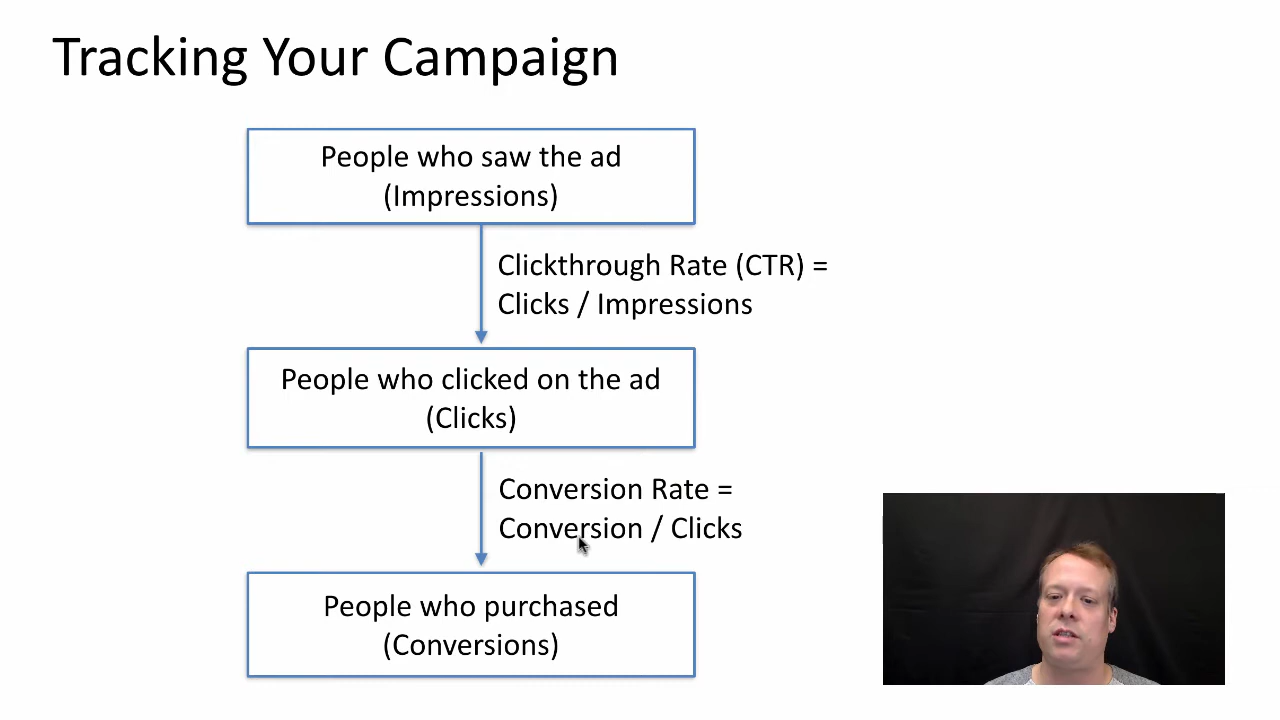 Tracking Your Campaign
People who saw the ad
(Impressions)
Clickthrough Rate (CTR) =
Clicks / Impressions
People who clicked on the ad
(Clicks)
Conversion Rate =
Conversion / Clicks
People who purchased
(Conversions)